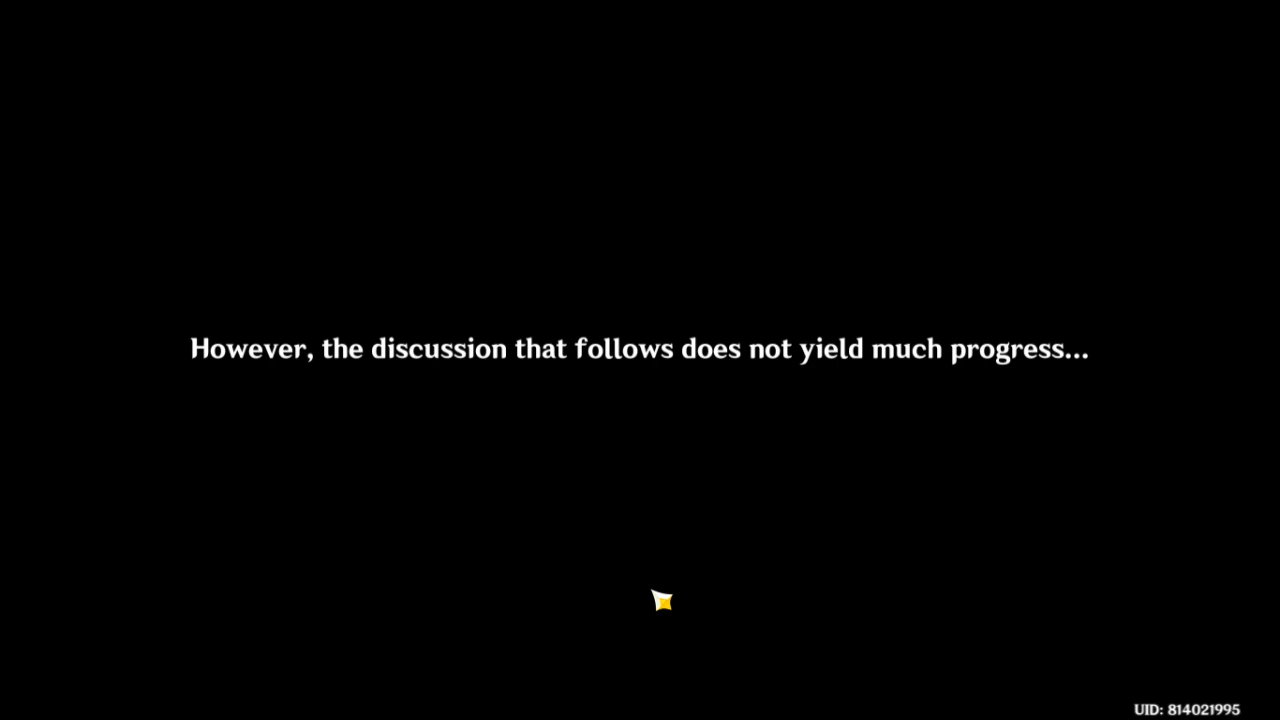 However, the discussion that follows does not yield much progress...
UID: 814021995